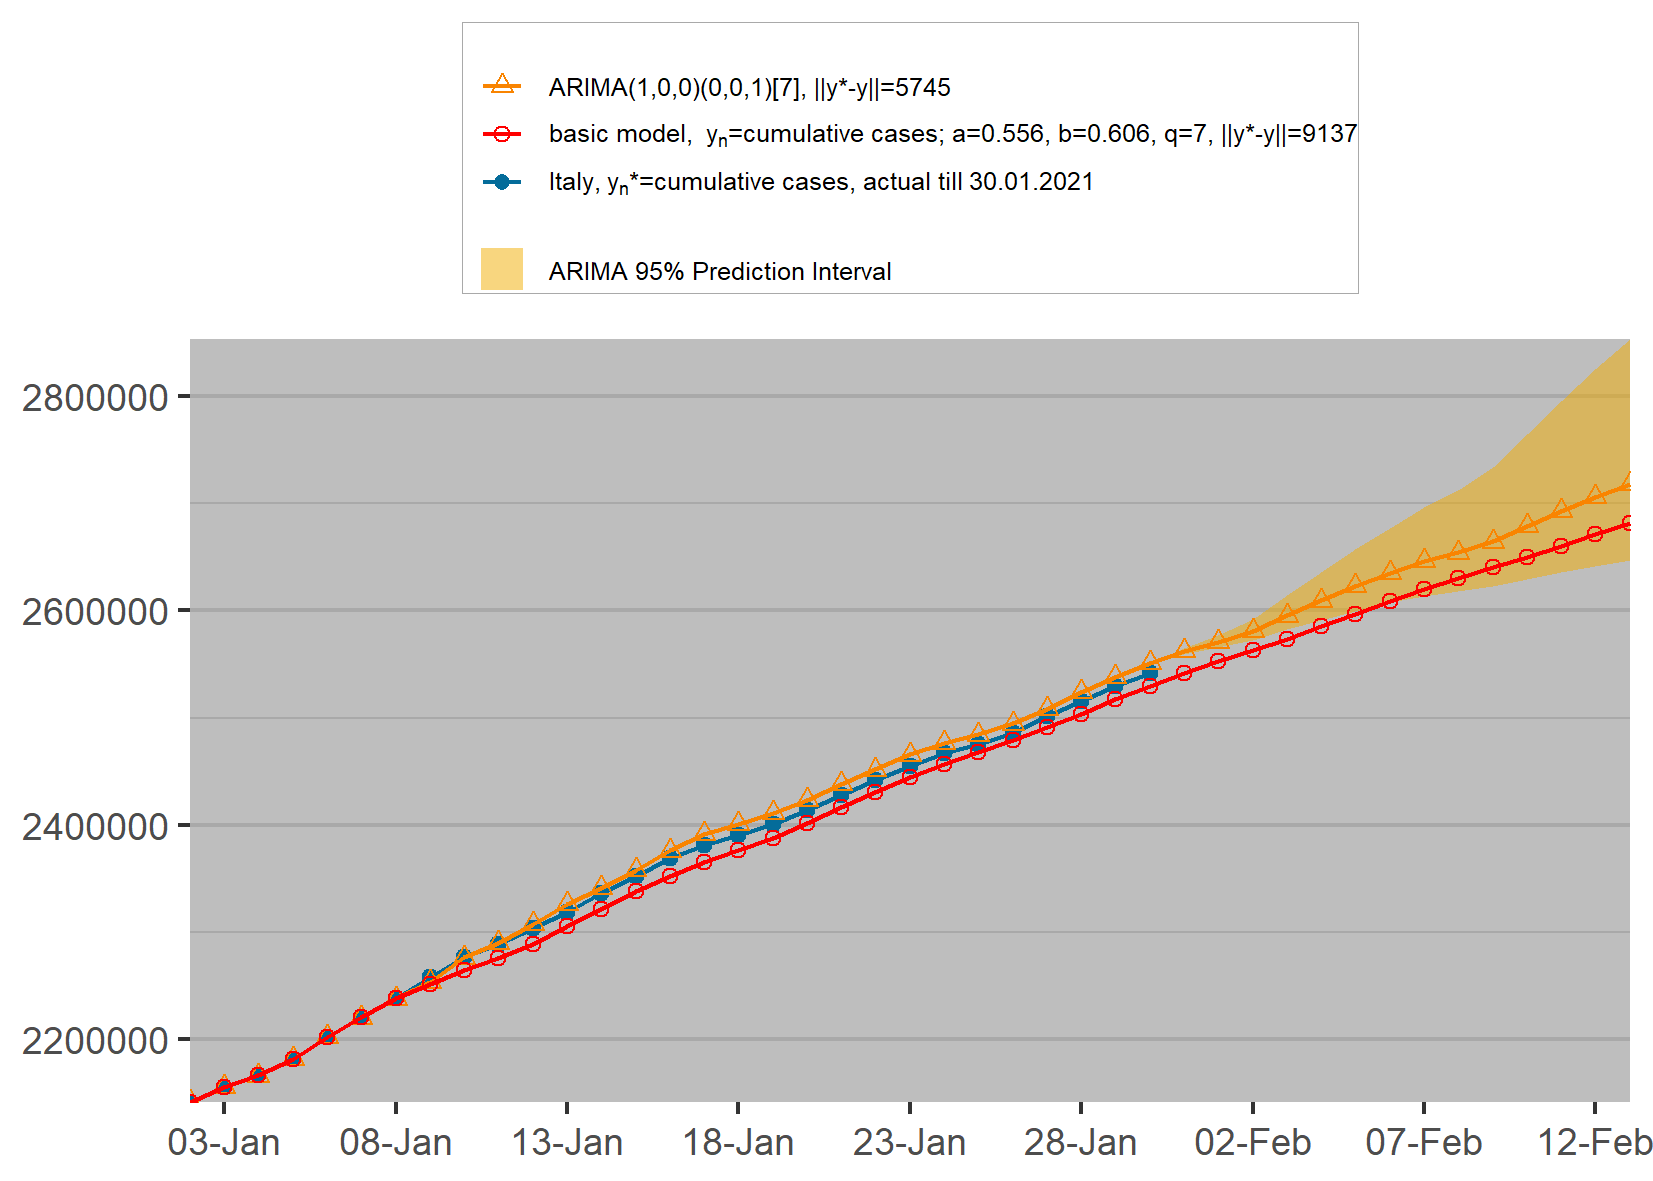 ARIMA(1,0,0)(0,0,1)[7], ||y*-y||=5745
basic model,  yn=cumulative cases; a=0.556, b=0.606, q=7, ||y*-y||=9137
Italy, yn*=cumulative cases, actual till 30.01.2021
ARIMA 95% Prediction Interval
2800000
2600000
2400000
2200000
03-Jan 08-Jan 13-Jan 18-Jan 23-Jan 28-Jan 02-Feb 07-Feb 12-Feb